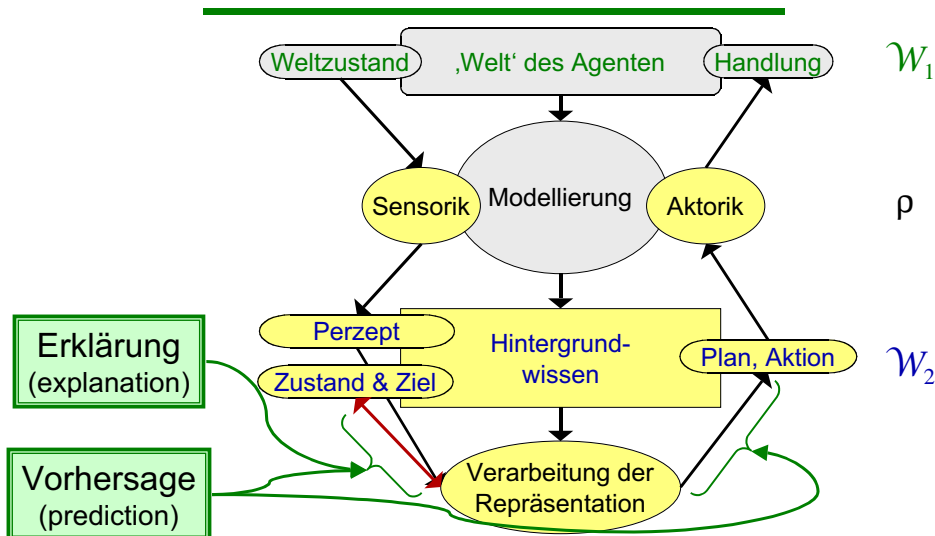 Weltzustand
‚Welt‘ des Agenten
Handlung
W1
Sensorik
Modellierung
Aktorik
ρ
Perzept
Zustand & Ziel
Hintergrund-
wissen
Plan, Aktion
W2
Erklärung
(explanation)
Verarbeitung der
Repräsentation
Vorhersage
(prediction)